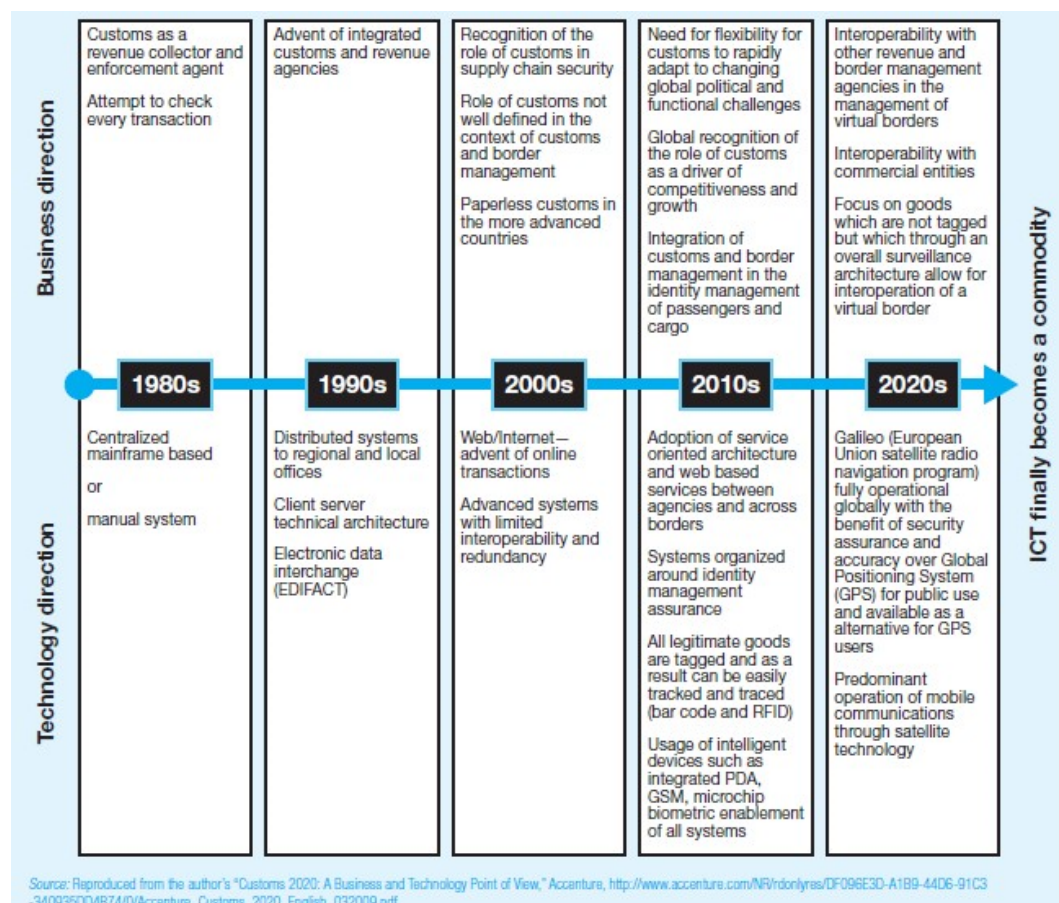 Business direction
Customs as a
revenue collector and
enforcement agent
Attempt to check
every transaction
Advent of integrated
customs and revenue
agencies
Recognition of the
role of customs in
supply chain security
Role of customs not
well defined in the
context of customs
and border
management
Paperless customs in
the more advanced
countries
Need for flexibility for
customs to rapidly
adapt to changing
global political and
functional challenges
Global recognition of
the role of customs
as a driver of
competitiveness and
growth
Integration of
customs and border
management in the
identity management
of passengers and
cargo
Interoperability with
other revenue and
border management
agencies in the
management of
virtual borders
Interoperability with
commercial entities
Focus on goods
which are not tagged
but which through an
overall surveillance
architecture allow for
interoperation of a
virtual border
1980s
1990s
2000s
2010s
2020s
Technology direction
Centralized
mainframe based
or
manual system
Distributed systems
to regional and local
offices
Client server
technical architecture
Electronic data
interchange
(EDIFACT)
Web/Internet—
advent of online
transactions
Advanced systems
with limited
interoperability and
redundancy
Adoption of service
oriented architecture
and web based
services between
agencies and across
borders
Systems organized
around identity
management
assurance
All legitimate goods
are tagged and as a
result can be easily
tracked and traced
(bar code and RFID)
Usage of intelligent
devices such as
integrated PDA,
GSM, microchip
biometric enablement
of all systems
Galileo (European
Union satellite radio
navigation program)
fully operational
globally with the
benefit of security
assurance and
accuracy over Global
Positioning System
(GPS) for public use
and available as a
alternative for GPS
users
Predominant
operation of mobile
communications
through satellite
technology
ICT finally becomes a commodity
Source: Reproduced from the author's "Customs 2020: A Business and Technology Point of View," Accenture, http://www.accenture.com/NR/rdonlyres/DF096E3D-A1B9-44D6-91C3